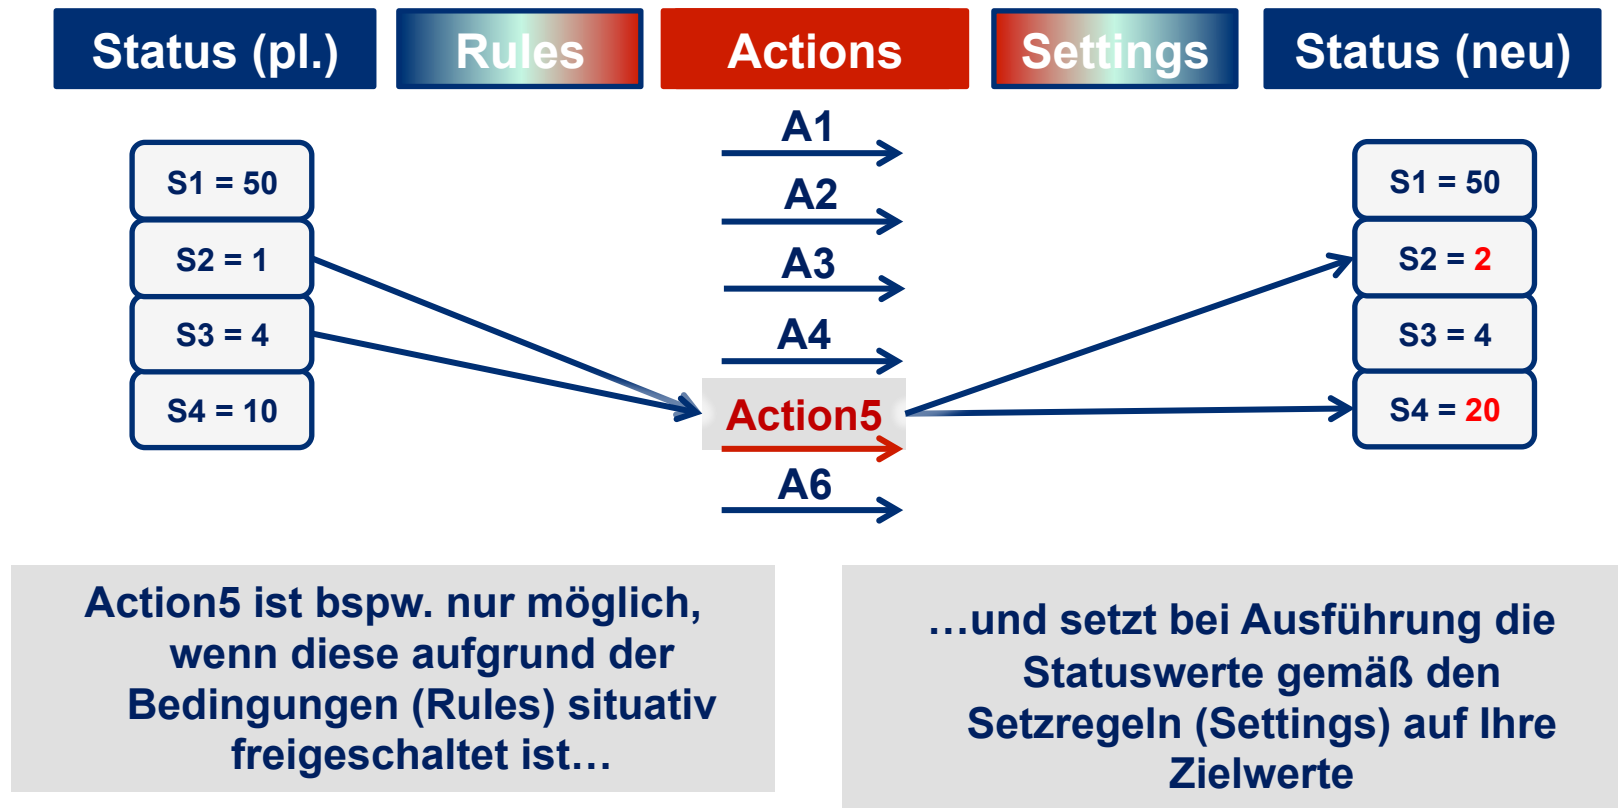 Status (pl.)
Rules
Actions
Settings
Status (neu)
S1 = 50
S2 = 1
S3 = 4
S4 = 10
A1
A2
A3
A4
Action5
A6
S1 = 50
S2 = 2
S3 = 4
S4 = 20
Action5 ist bspw. nur möglich,
wenn diese aufgrund der
Bedingungen (Rules) situativ
freigeschaltet ist…
…und setzt bei Ausführung die
Statuswerte gemäß den
Setzregeln (Settings) auf Ihre
Zielwerte